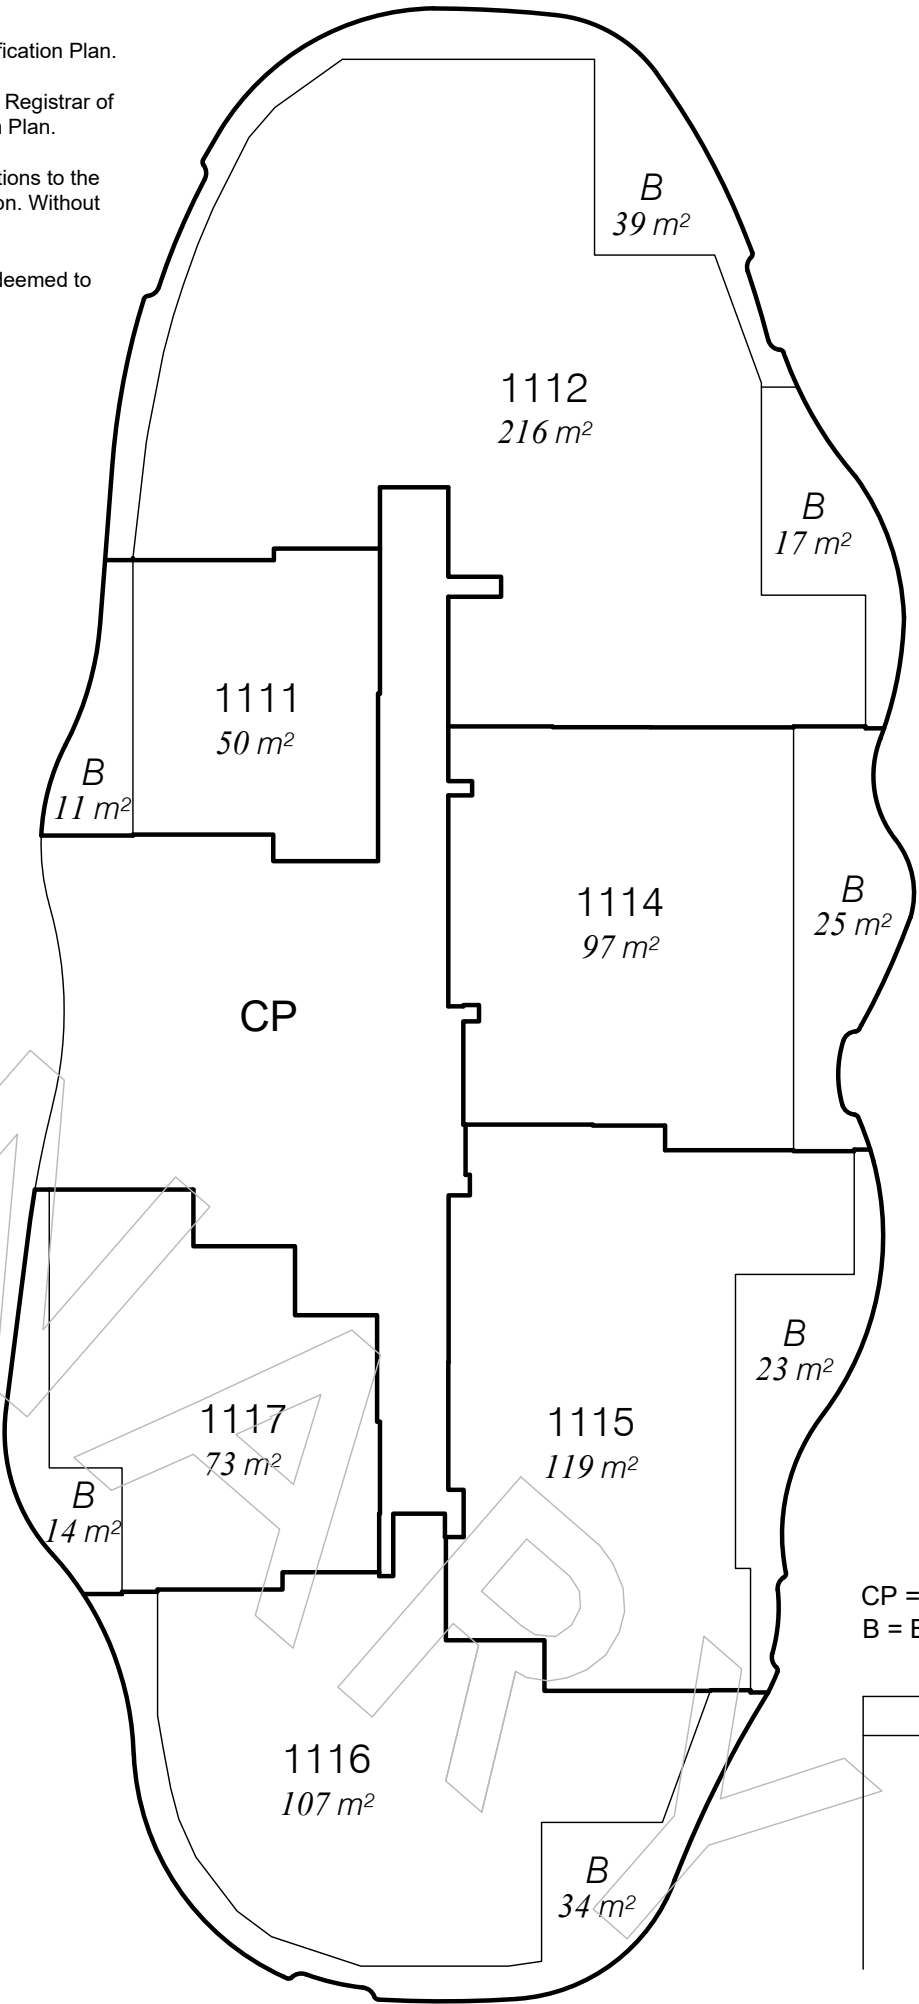 fication Plan.
Registrar of
Plan.
tions to the
on. Without
deemed to
B
39 m²
1112
216 m²
B
17 m²
1111
50 m²
B
11 m²
1114
97 m²
B
25 m²
CP
B
23 m²
1117
73 m²
1115
119 m²
B
14 m²
CP =
B =
1116
107 m²
B
34 m²